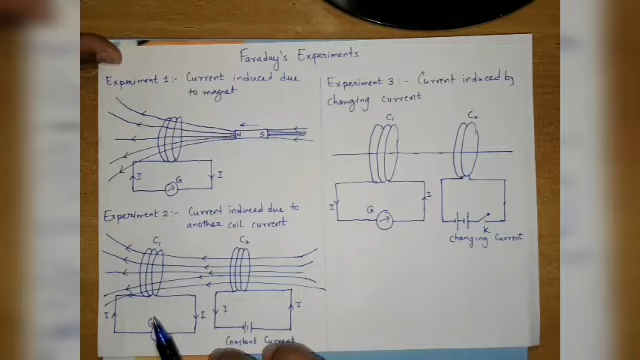 Faraday's Experiments
Experiment 1:- Current induced due
to magnet
N S
I G I
Experiment 2:- Current induced due to
another coil current
C1 C2
I G I I I
Constant Current
Experiment 3:- Current induced by
changing current
C1 C2
I G I
K
Changing Current